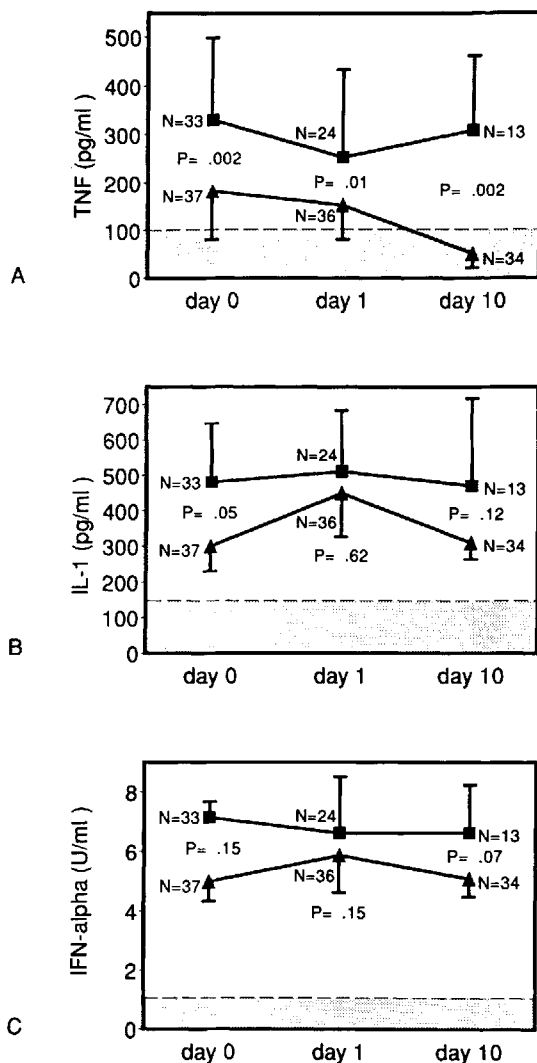 TNF (pg/ml)
500
400
300
200
100
0
N=33
N=24
N=13
P= .002
P= .01
P= .002
N=37
N=36
N=34
A
day 0
day 1
day 10
IL-1 (pg/ml)
700
600
500
400
300
200
100
0
N=33
N=24
N=13
P= .05
P= .12
N=37
N=36
N=34
P= .62
B
day 0
day 1
day 10
IFN-alpha (U/ml)
8
6
4
2
0
N=33
N=24
N=13
P= .15
P= .07
N=37
N=36
N=34
P= .15
C
day 0
day 1
day 10